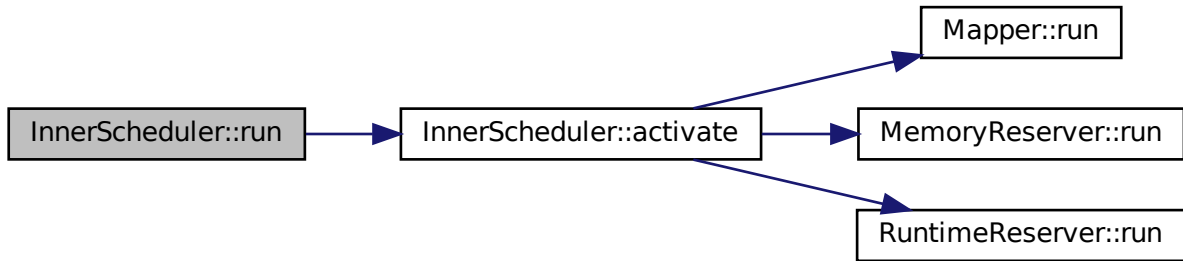 Mapper::run
InnerScheduler::run
InnerScheduler::activate
MemoryReserver::run
RuntimeReserver::run